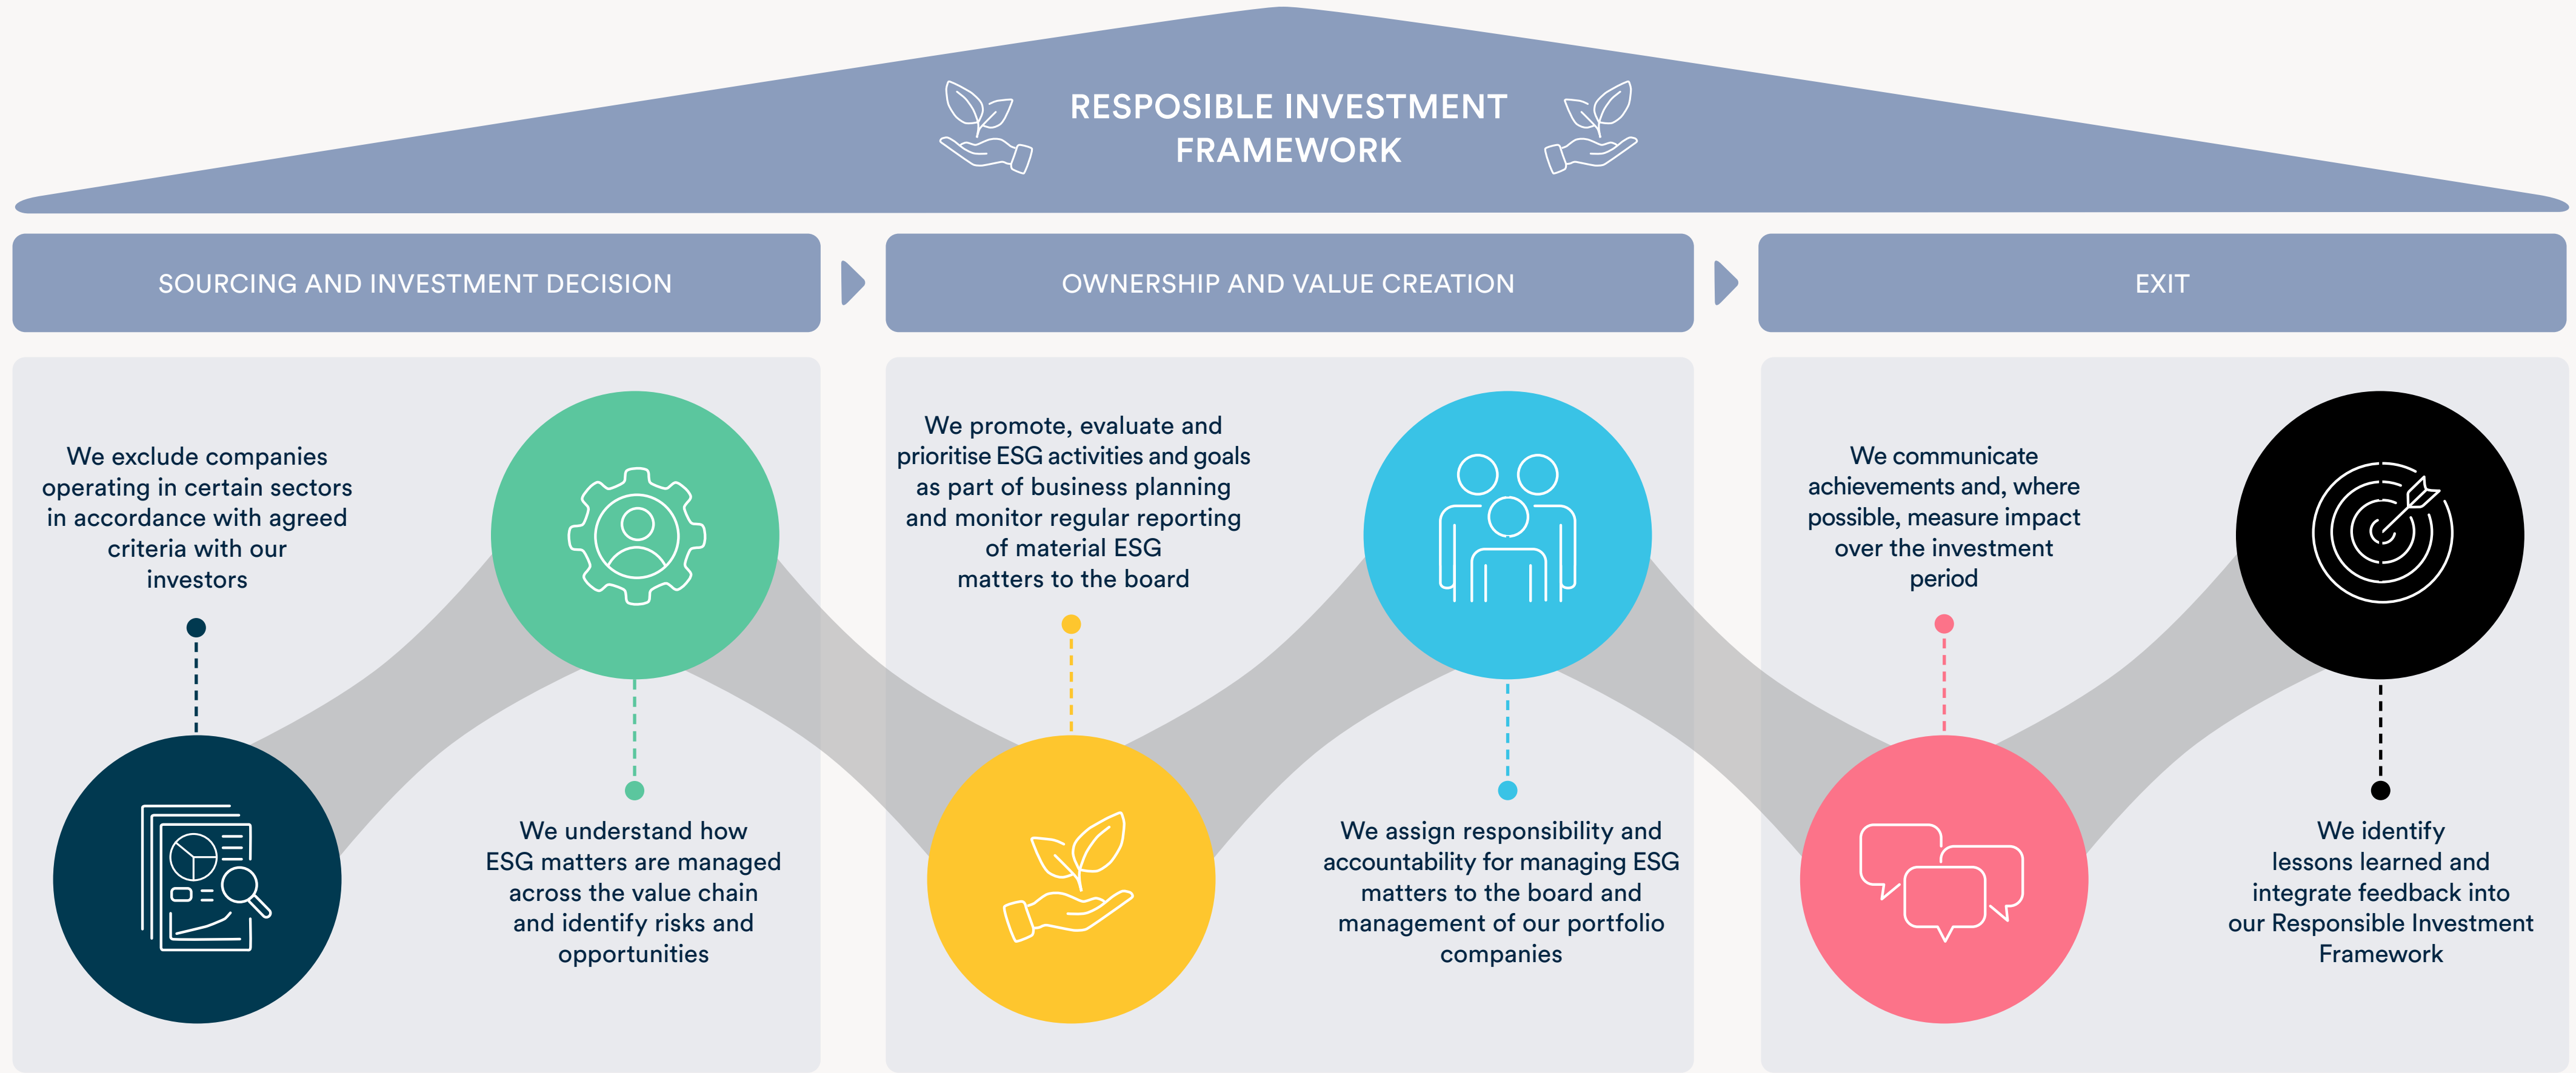 RESPOSIBLE INVESTMENT
FRAMEWORK
SOURCING AND INVESTMENT DECISION
OWNERSHIP AND VALUE CREATION
EXIT
We exclude companies
operating in certain sectors
in accordance with agreed
criteria with our
investors
We understand how
ESG matters are managed
across the value chain
and identify risks and
opportunities
We promote, evaluate and
prioritise ESG activities and goals
as part of business planning
and monitor regular reporting
of material ESG
matters to the board
We assign responsibility and
accountability for managing ESG
matters to the board and
management of our portfolio
companies
We communicate
achievements and, where
possible, measure impact
over the investment
period
We identify
lessons learned and
integrate feedback into
our Responsible Investment
Framework